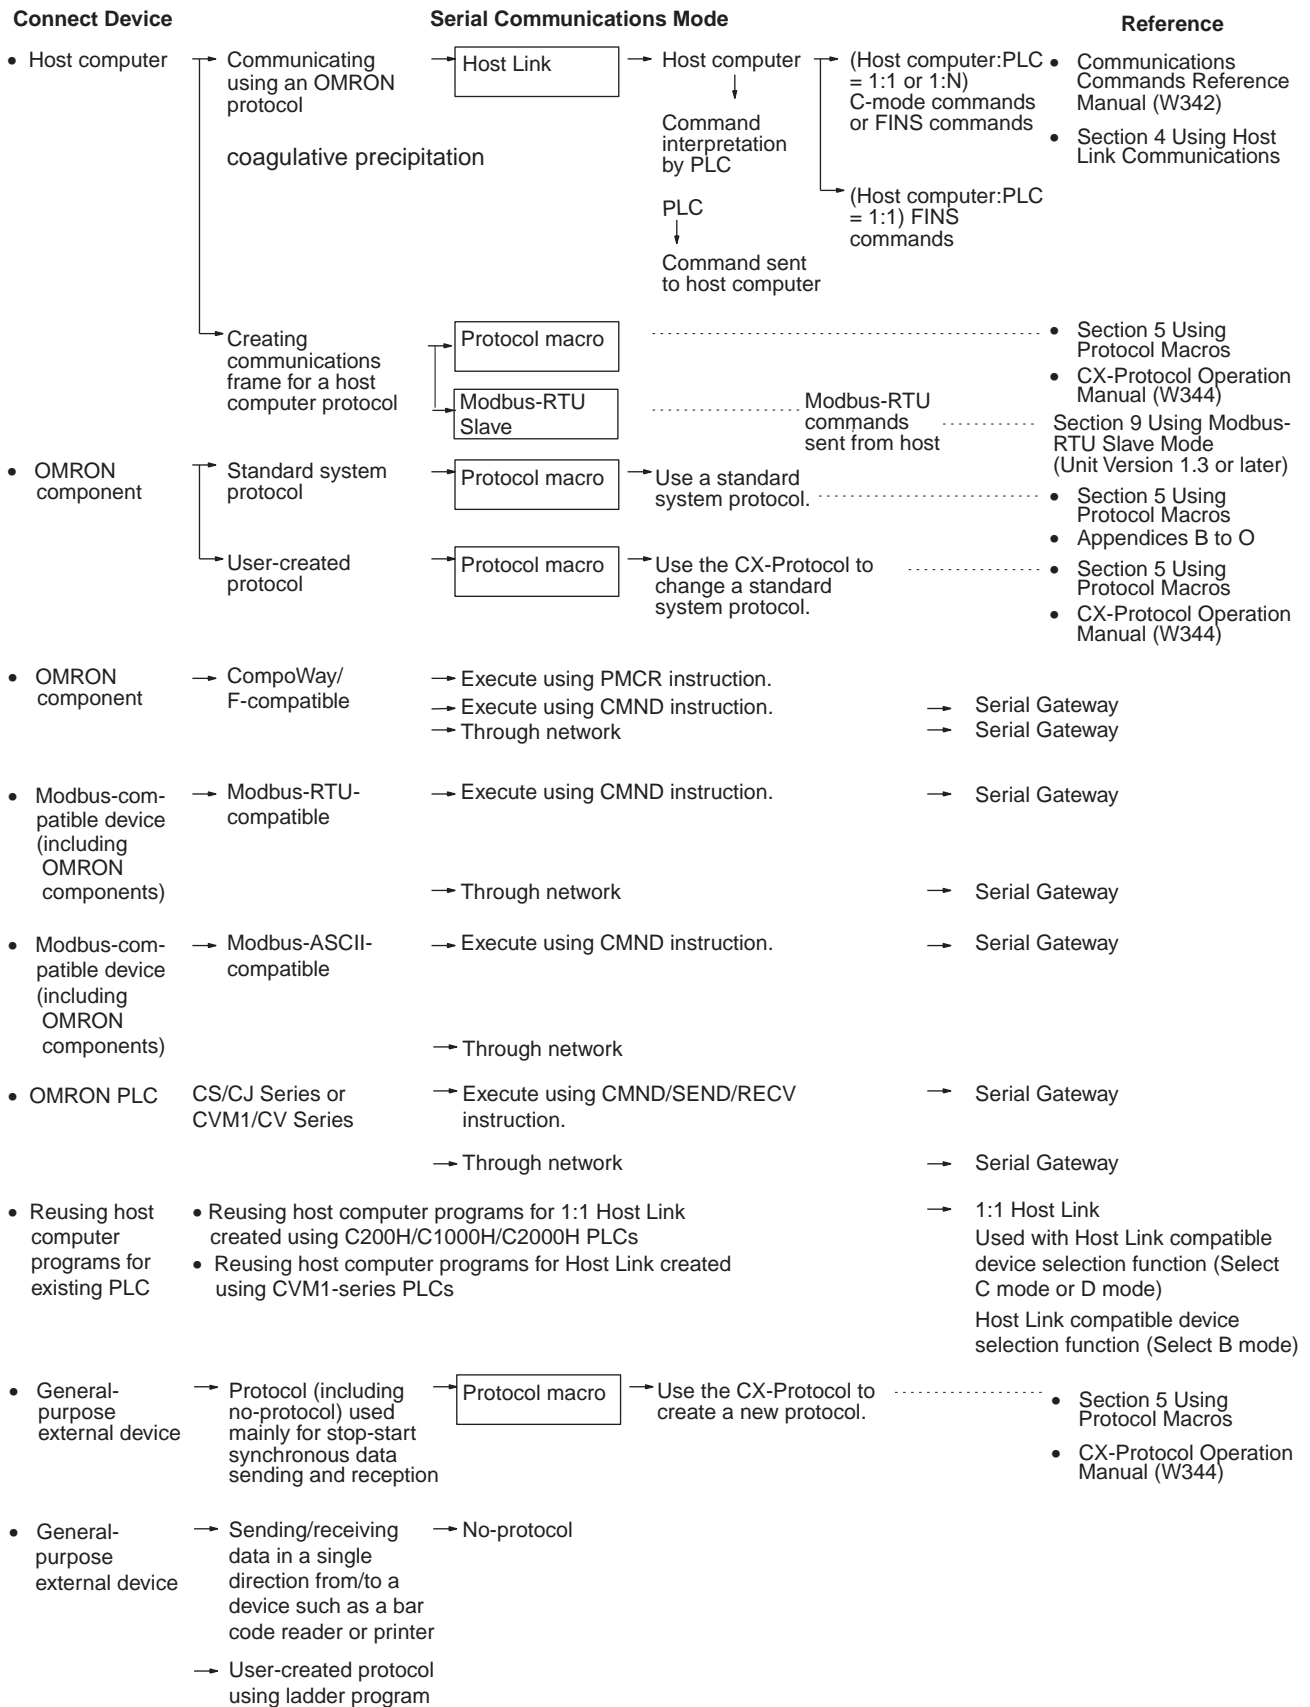 Connect Device
Serial Communications Mode
Reference
• Host computer
Communicating
using an OMRON
protocol
coagulative precipitation
Host Link
Host computer
Command
interpretation
by PLC
PLC
Command sent
to host computer
(Host computer:PLC
= 1:1 or 1:N)
C-mode commands
or FINS commands
(Host computer:PLC
= 1:1) FINS
commands
• Communications
Commands Reference
Manual (W342)
• Section 4 Using Host
Link Communications
Creating
communications
frame for a host
computer protocol
Protocol macro
• Section 5 Using
Protocol Macros
• CX-Protocol Operation
Manual (W344)
Modbus-RTU
Slave
Modbus-RTU
commands
sent from host
Section 9 Using Modbus-
RTU Slave Mode
(Unit Version 1.3 or later)
• OMRON
component
Standard system
protocol
Protocol macro
Use a standard
system protocol.
• Section 5 Using
Protocol Macros
• Appendices B to O
User-created
protocol
Protocol macro
Use the CX-Protocol to
change a standard
system protocol.
• Section 5 Using
Protocol Macros
• CX-Protocol Operation
Manual (W344)
• OMRON
component
CompoWay/
F-compatible
Execute using PMCR instruction.
Execute using CMND instruction.
Serial Gateway
Through network
Serial Gateway
• Modbus-com-
patible device
(including
OMRON
components)
Modbus-RTU-
compatible
Execute using CMND instruction.
Serial Gateway
Through network
Serial Gateway
• Modbus-com-
patible device
(including
OMRON
components)
Modbus-ASCII-
compatible
Execute using CMND instruction.
Serial Gateway
Through network
• OMRON PLC
CS/CJ Series or
CVM1/CV Series
Execute using CMND/SEND/RECV
instruction.
Serial Gateway
Through network
Serial Gateway
• Reusing host
computer
programs for
existing PLC
• Reusing host computer programs for 1:1 Host Link
created using C200H/C1000H/C2000H PLCs
• Reusing host computer programs for Host Link created
using CVM1-series PLCs
1:1 Host Link
Used with Host Link compatible
device selection function (Select
C mode or D mode)
Host Link compatible device
selection function (Select B mode)
• General-
purpose
external device
Protocol (including
no-protocol) used
mainly for stop-start
synchronous data
sending and reception
Protocol macro
Use the CX-Protocol to
create a new protocol.
• Section 5 Using
Protocol Macros
• CX-Protocol Operation
Manual (W344)
• General-
purpose
external device
Sending/receiving
data in a single
direction from/to a
device such as a bar
code reader or printer
No-protocol
User-created protocol
using ladder program